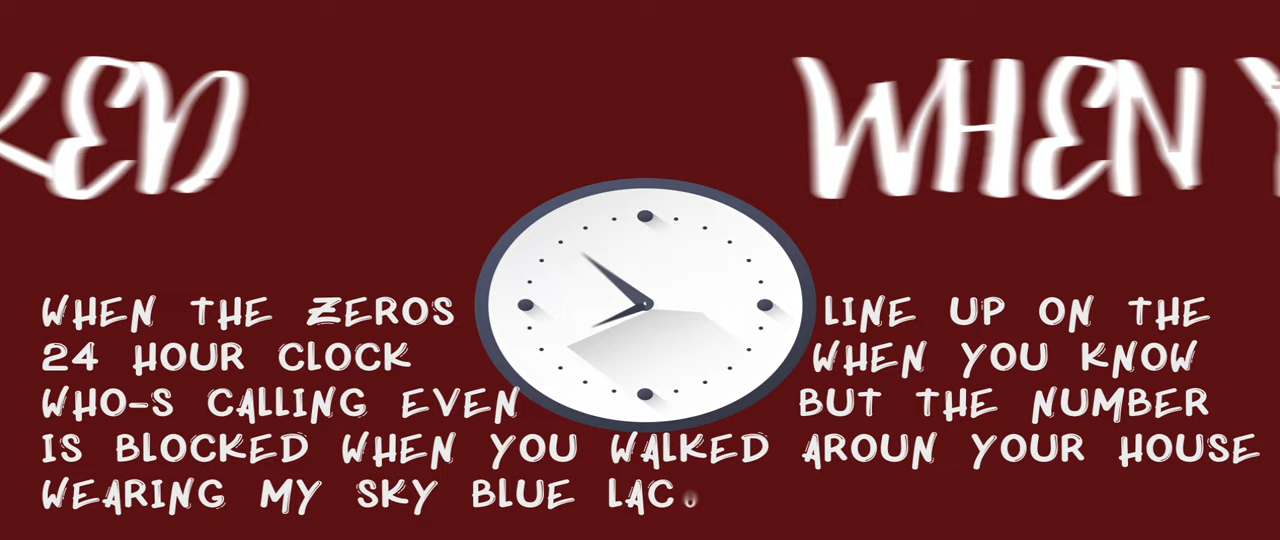 KED WHEN Y
WHEN THE ZEROS LINE UP ON THE
24 HOUR CLOCK WHEN YOU KNOW
WHO-S CALLING EVEN BUT THE NUMBER
IS BLOCKED WHEN YOU WALKED AROUN YOUR HOUSE
WEARING MY SKY BLUE LAC